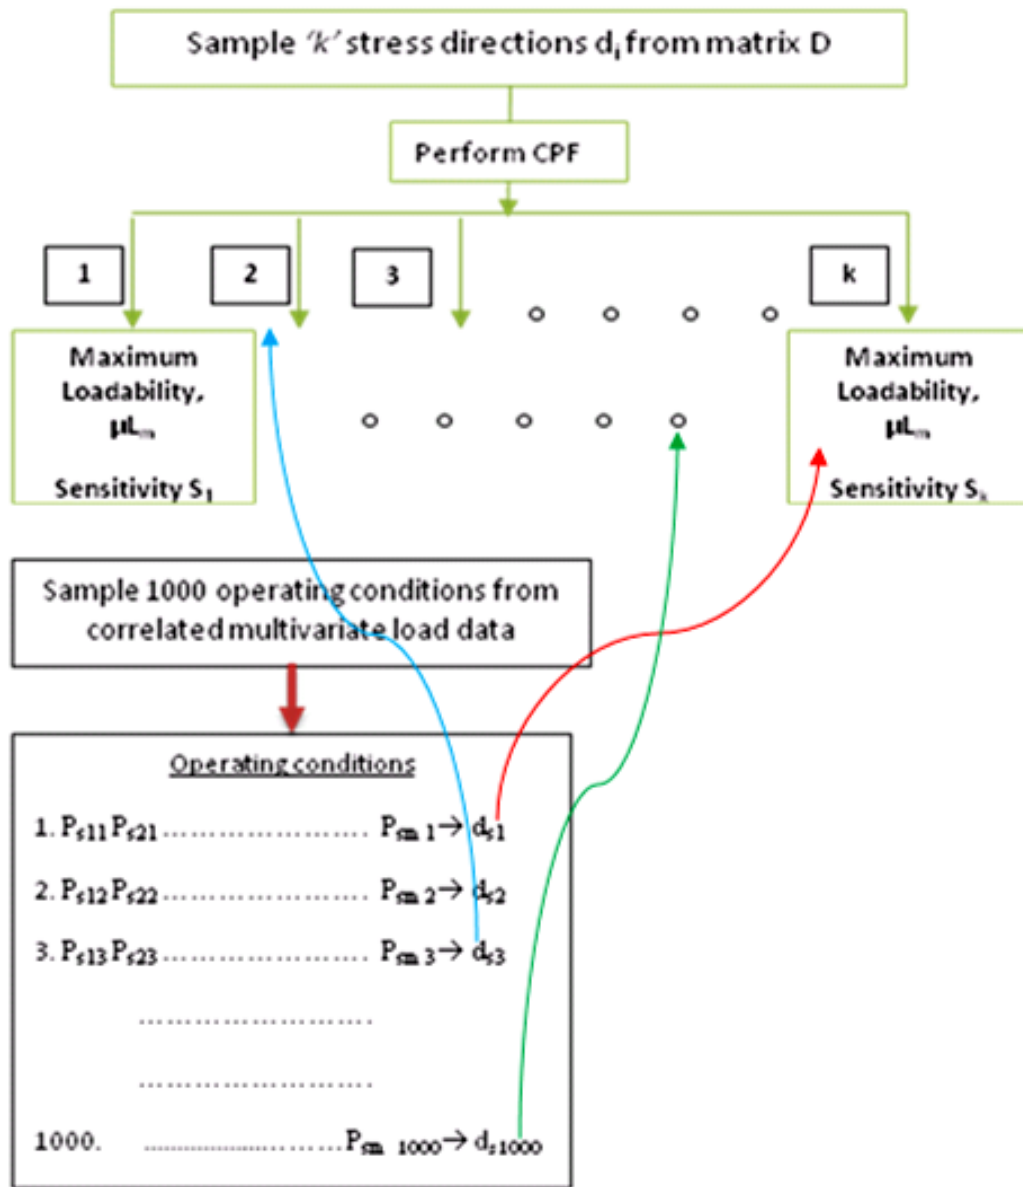 Sample ‘k’ stress directions dᵢ from matrix D
Perform CPF
1
2
3
k
Maximum
Loadability,
μLₘ
Sensitivity S₁
Maximum
Loadability,
μLₘ
Sensitivity Sₖ
Sample 1000 operating conditions from
correlated multivariate load data
Operating conditions
1. Pₛ₁₁ Pₛ₂₁ ........................ Pₛₘ ₁ → dₛ₁
2. Pₛ₁₂ Pₛ₂₂ ........................ Pₛₘ ₂ → dₛ₂
3. Pₛ₁₃ Pₛ₂₃ ........................ Pₛₘ ₃ → dₛ₃
...........................
...........................
1000. ........................ Pₛₘ ₁₀₀₀ → dₛ₁₀₀₀